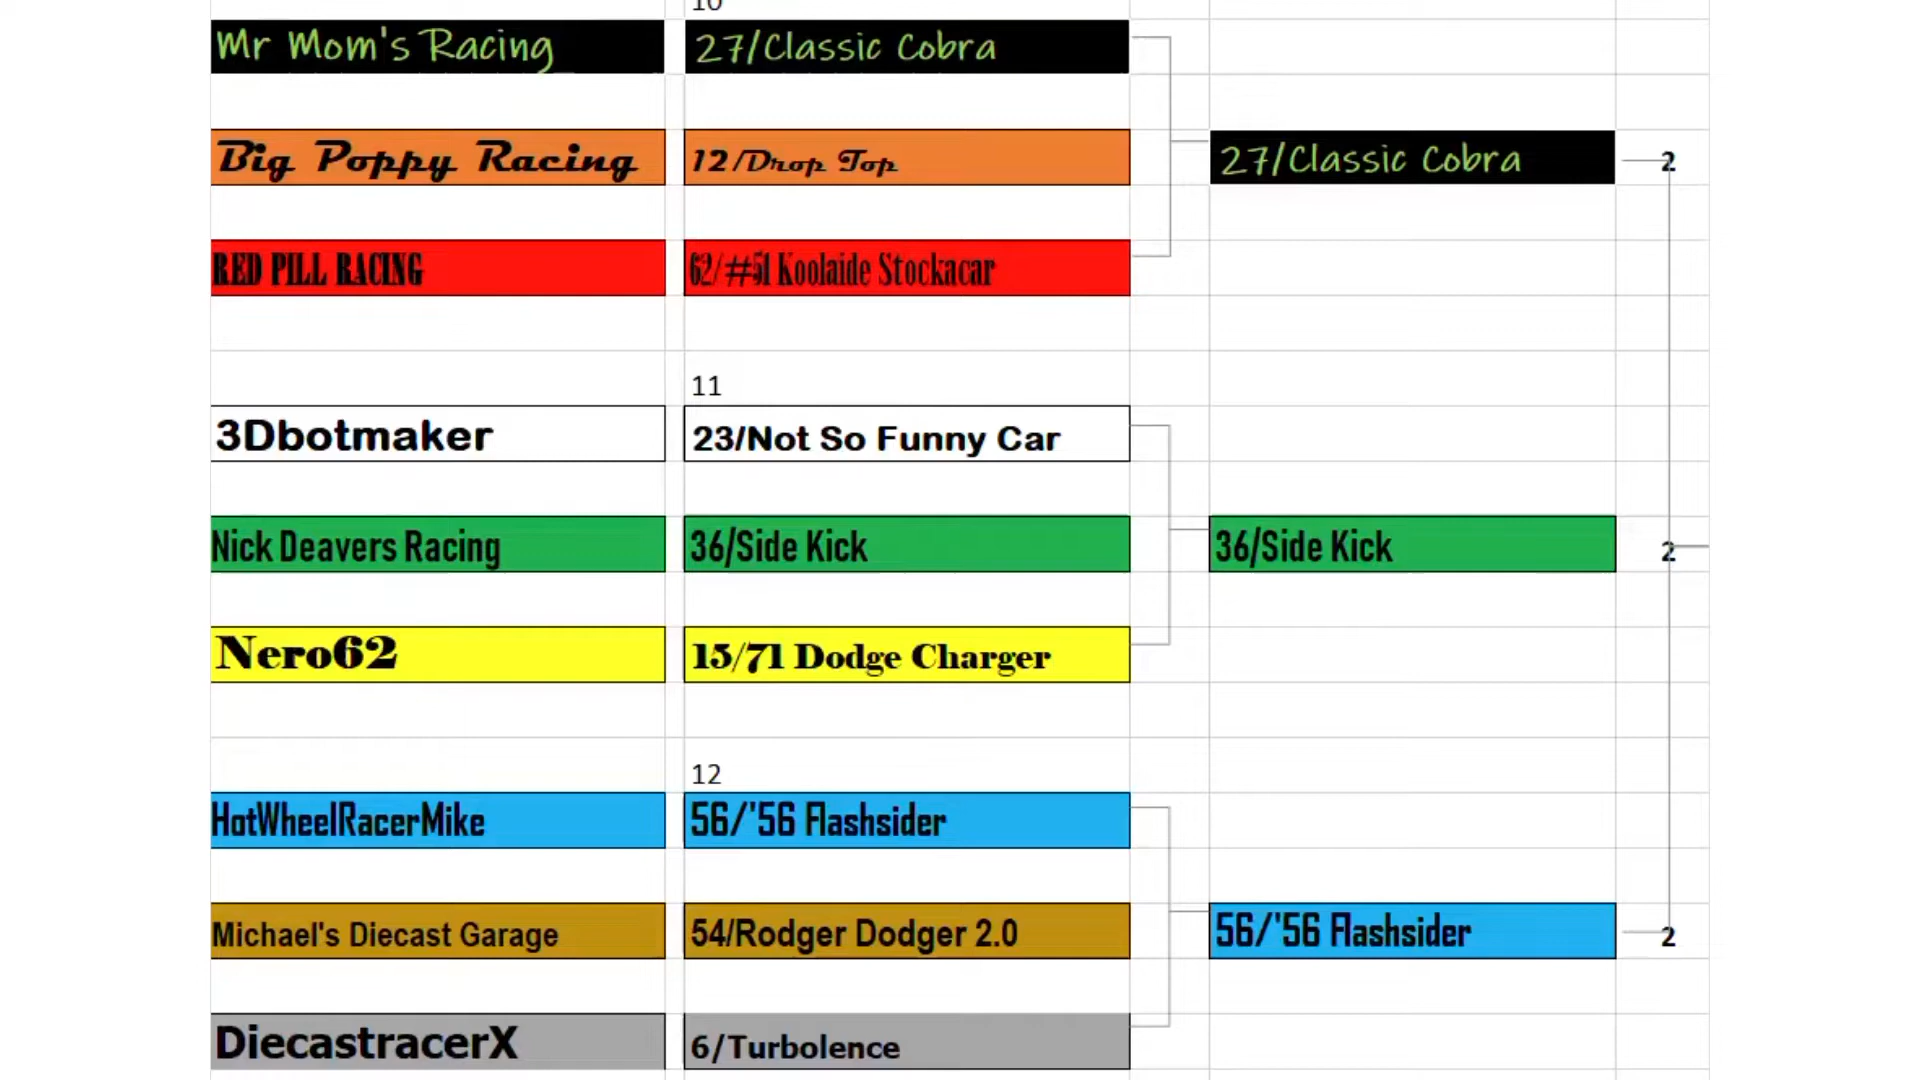 10
Mr Mom's Racing 27/Classic Cobra
Big Poppy Racing 12/Drop Top 27/Classic Cobra 2
RED PILL RACING 62/#51 Koolaide Stockacar
11
3Dbotmaker 23/Not So Funny Car
Nick Deavers Racing 36/Side Kick 36/Side Kick 2
Nero62 15/71 Dodge Charger
12
HotWheelRacerMike 56/'56 Flashsider
Michael's Diecast Garage 54/Rodger Dodger 2.0 56/'56 Flashsider 2
DiecastracerX 6/Turbolence